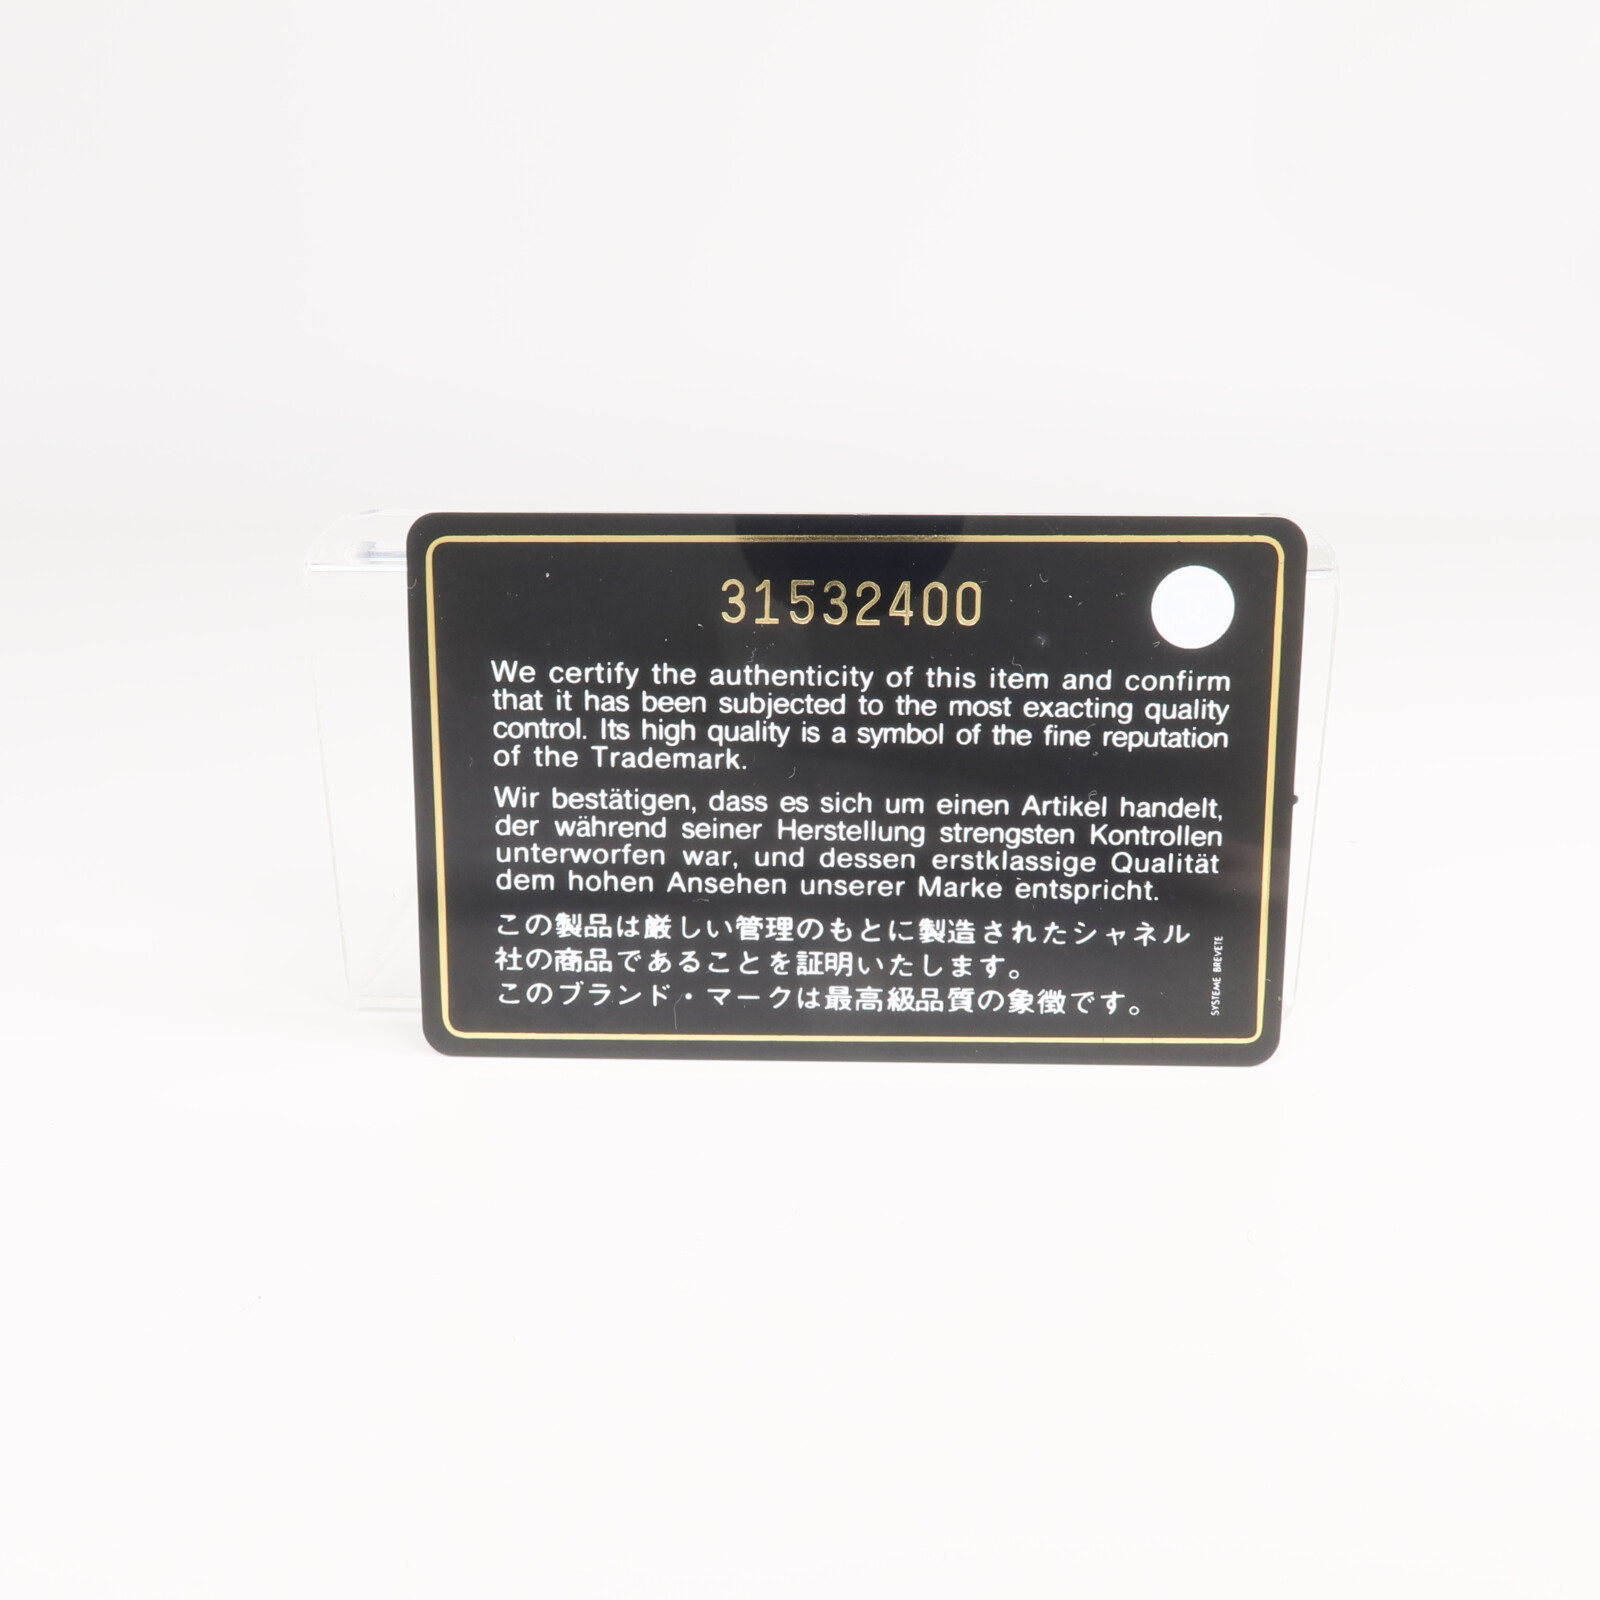 31532400
We certify the authenticity of this item and confirm
that it has been subjected to the most exacting quality
control. Its high quality is a symbol of the fine reputation
of the Trademark.
Wir bestätigen, dass es sich um einen Artikel handelt,
der während seiner Herstellung strengsten Kontrollen
unterworfen war, und dessen erstklassige Qualität
dem hohen Ansehen unserer Marke entspricht.
この製品は厳しい管理のもとに製造されたシャネル
社の商品であることを証明いたします。
このブランド・マークは最高級品質の象徴です。
SYSTEME BREVETE